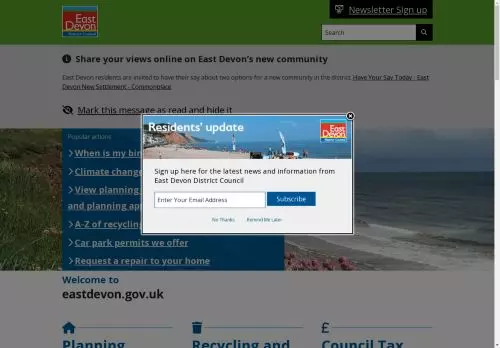 East
Devon
District Council
Newsletter Sign up
Search
Share your views online on East Devon's new community
East Devon residents are invited to have their say about two options for a new community in the district. Have Your Say Today - East
Devon New Settlement - Commonplace
Mark this message as read and hide it
Popular actions
When is my bin
Climate change
View planning
and planning
A-Z of recycling
Car park permits we offer
Request a repair to your home
Residents' update
East
Devon
District Council
Sign up here for the latest news and information from
East Devon District Council
Enter Your Email Address
Subscribe
No Thanks
Remind Me Later
Welcome to
eastdevon.gov.uk
Planning
Recycling and
Council Tax